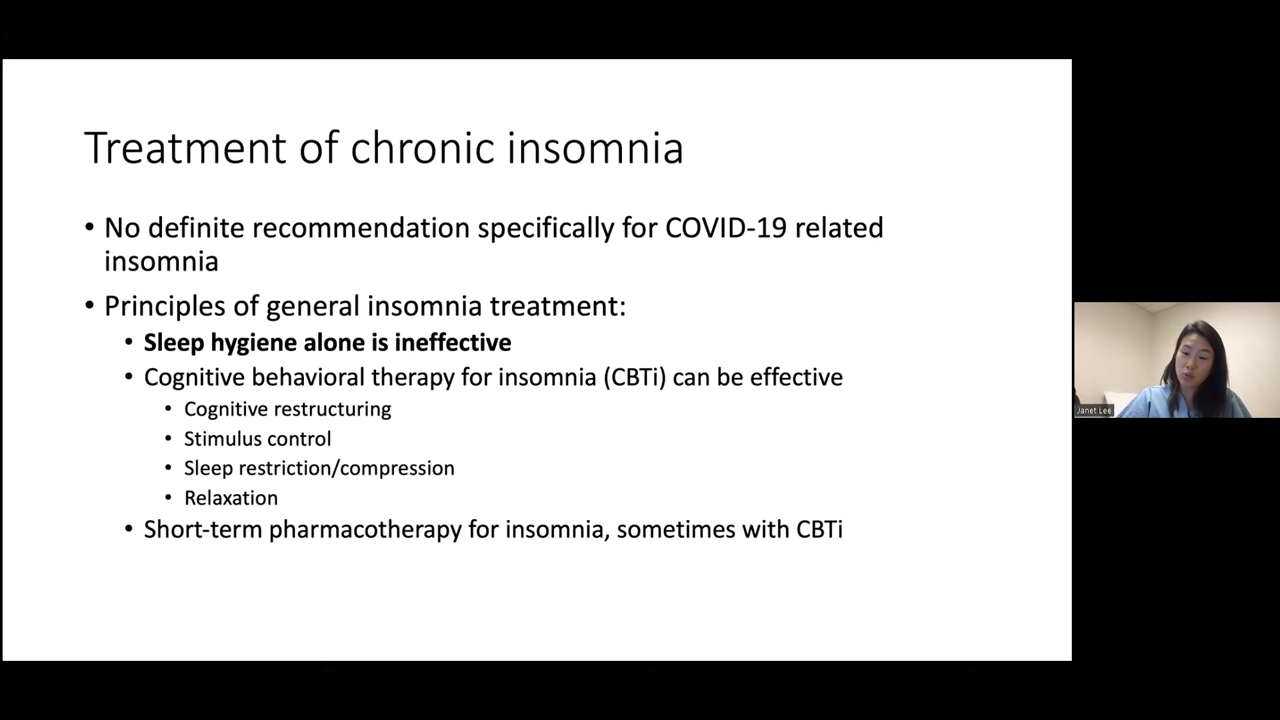 Treatment of chronic insomnia
• No definite recommendation specifically for COVID-19 related
insomnia
• Principles of general insomnia treatment:
• Sleep hygiene alone is ineffective
• Cognitive behavioral therapy for insomnia (CBTi) can be effective
• Cognitive restructuring
• Stimulus control
• Sleep restriction/compression
• Relaxation
• Short-term pharmacotherapy for insomnia, sometimes with CBTi
Janet Lee